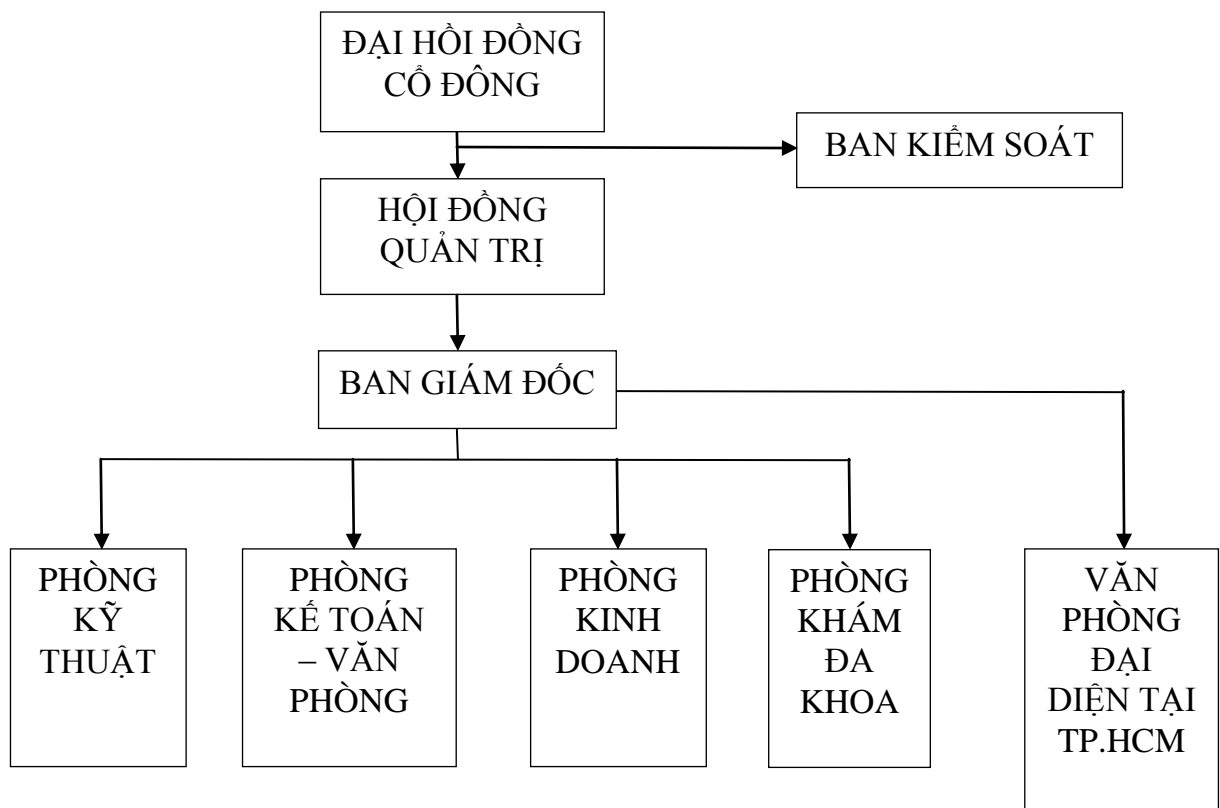 ĐẠI HỒI ĐỒNG
CỔ ĐÔNG
BAN KIỂM SOÁT
HỘI ĐỒNG
QUẢN TRỊ
BAN GIÁM ĐỐC
PHÒNG
KỸ
THUẬT
PHÒNG
KẾ TOÁN
– VĂN
PHÒNG
PHÒNG
KINH
DOANH
PHÒNG
KHÁM
ĐA
KHOA
VĂN
PHÒNG
ĐẠI
DIỆN TẠI
TP.HCM